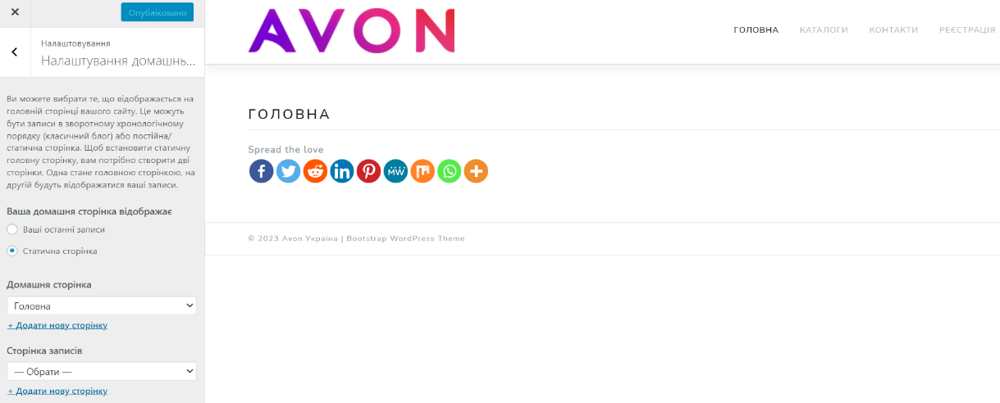 Опубліковано
Налаштовування
Налаштування домашнь...
Ви можете вибрати те, що відображається на
головній сторінці вашого сайту. Це можуть
бути записи в зворотному хронологічному
порядку (класичний блог) або постійна/
статична сторінка. Щоб встановити статичну
головну сторінку, вам потрібно створити дві
сторінки. Одна стане головною сторінкою, на
другій будуть відображатися ваші записи.
Ваша домашня сторінка відображає
Ваші останні записи
Статична сторінка
Домашня сторінка
Головна
+ Додати нову сторінку
Сторінка записів
— Обрати —
+ Додати нову сторінку
AVON
ГОЛОВНА КАТАЛОГИ КОНТАКТИ РЕЄСТРАЦІЯ
ГОЛОВНА
Spread the love
MW
© 2023 Avon Україна | Bootstrap WordPress Theme